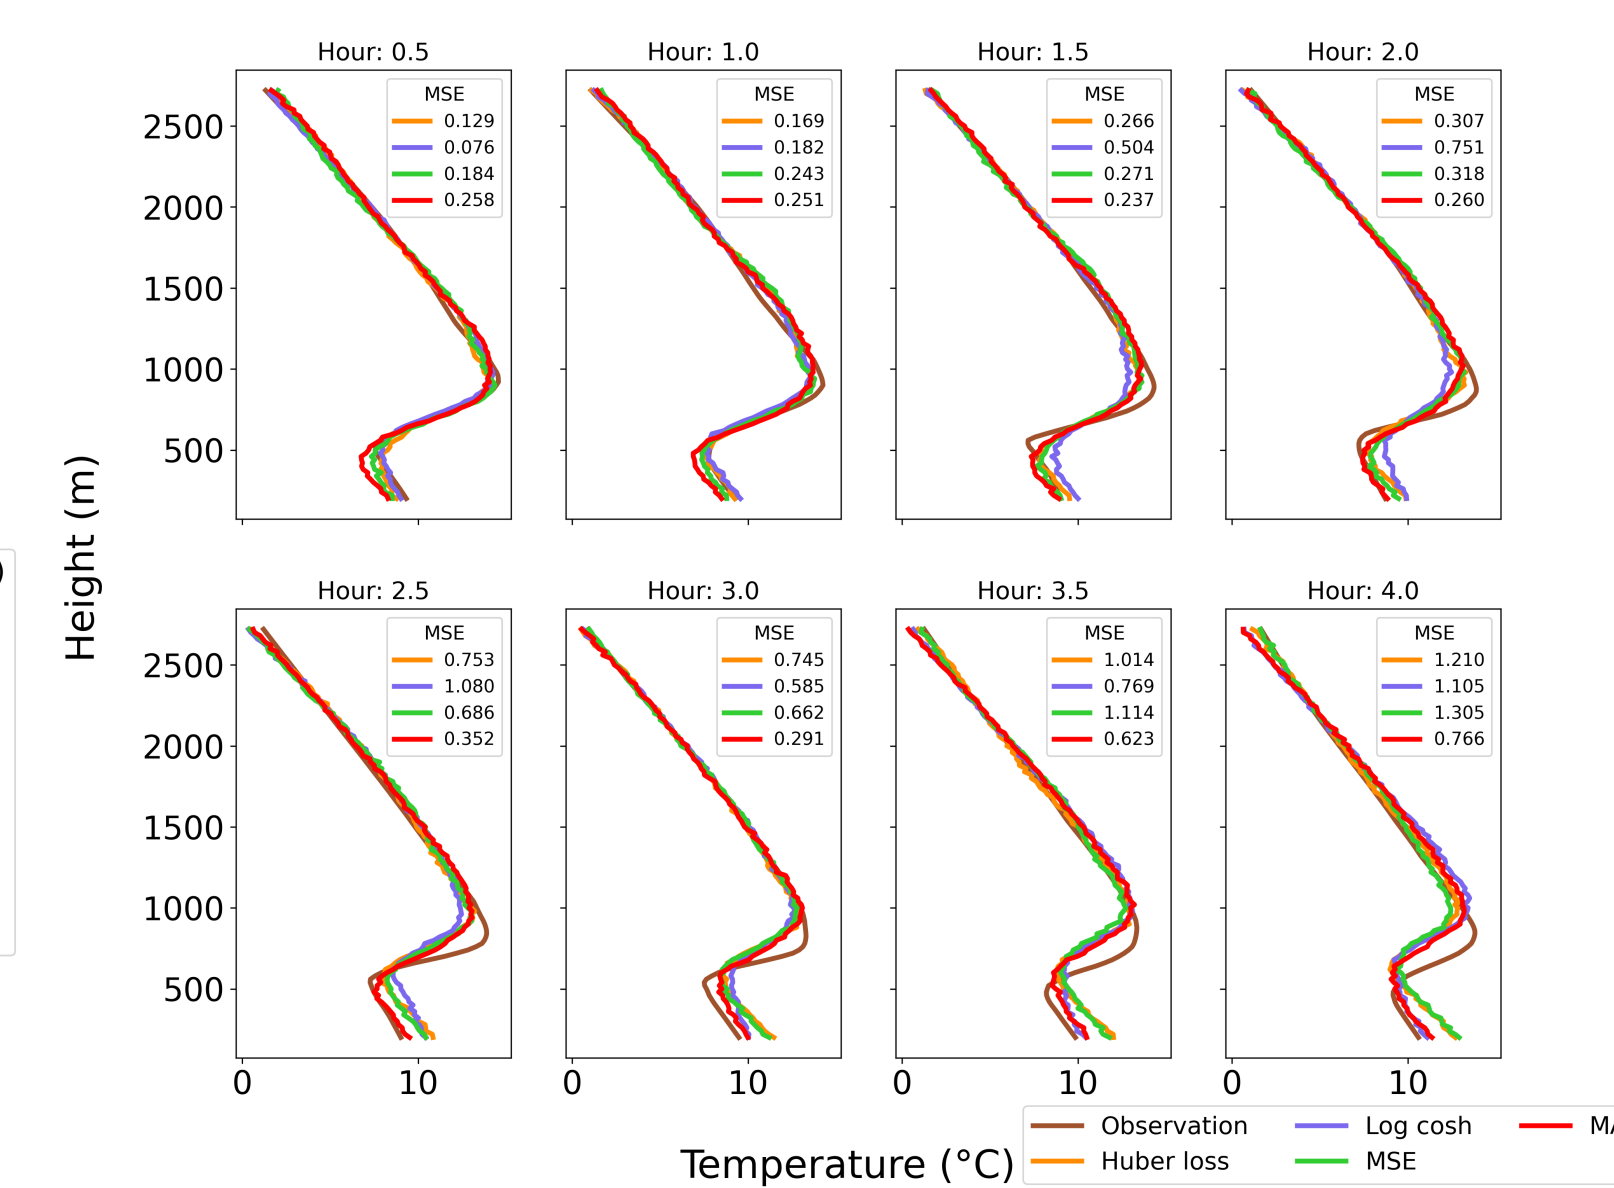 Hour: 0.5
Hour: 1.0
Hour: 1.5
Hour: 2.0
MSE
0.129
0.076
0.184
0.258
MSE
0.169
0.182
0.243
0.251
MSE
0.266
0.504
0.271
0.237
MSE
0.307
0.751
0.318
0.260
2500
2000
1500
1000
500
Height (m)
)
Hour: 2.5
Hour: 3.0
Hour: 3.5
Hour: 4.0
MSE
0.753
1.080
0.686
0.352
MSE
0.745
0.585
0.662
0.291
MSE
1.014
0.769
1.114
0.623
MSE
1.210
1.105
1.305
0.766
2500
2000
1500
1000
500
0 10
0 10
0 10
0 10
Temperature (°C)
Observation
Huber loss
Log cosh
MSE